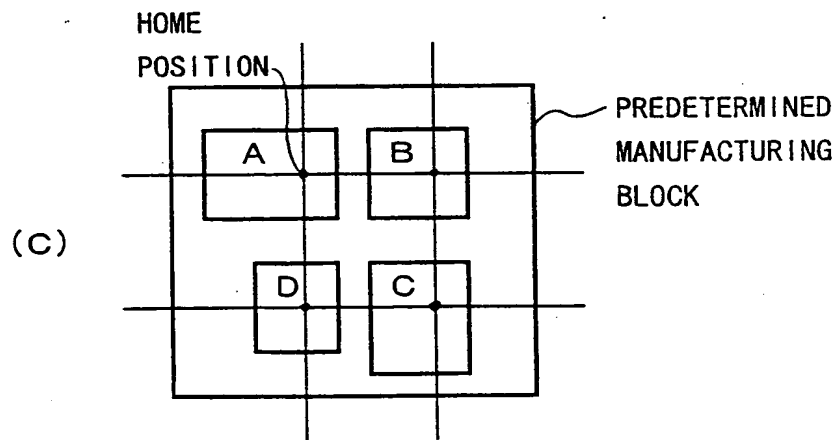 HOME
POSITION
PREDETERMINED
MANUFACTURING
BLOCK
A
B
(C)
D
C